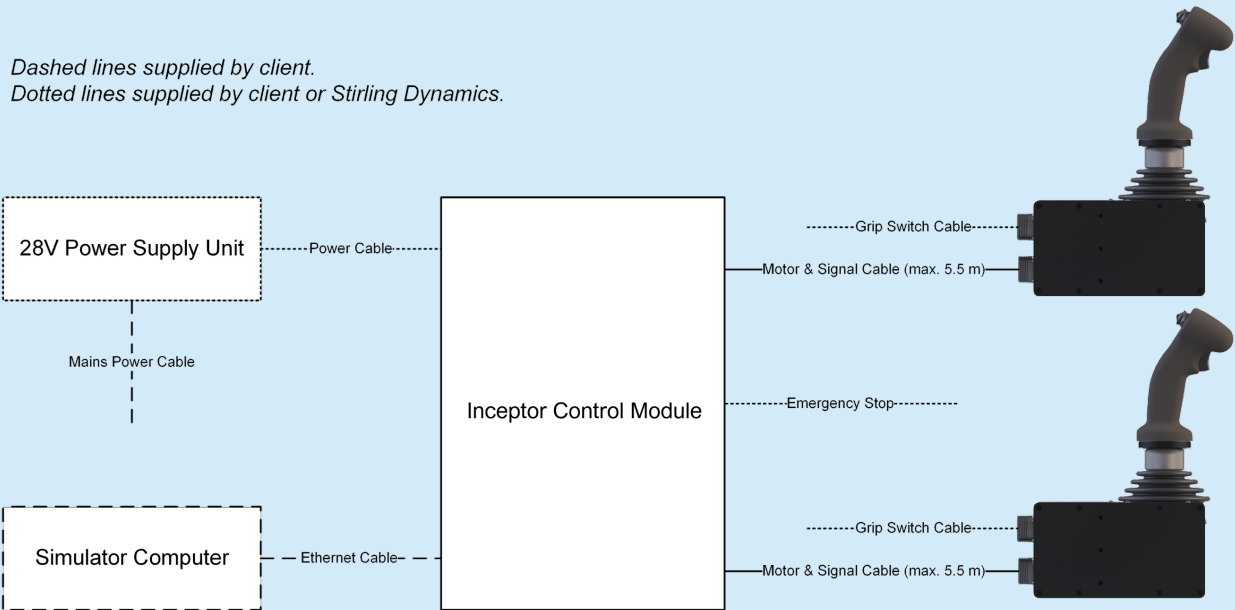 Dashed lines supplied by client.
Dotted lines supplied by client or Stirling Dynamics.
28V Power Supply Unit
Power Cable
Mains Power Cable
Simulator Computer
Ethernet Cable
Inceptor Control Module
Grip Switch Cable
Motor & Signal Cable (max. 5.5 m)
Emergency Stop
Grip Switch Cable
Motor & Signal Cable (max. 5.5 m)